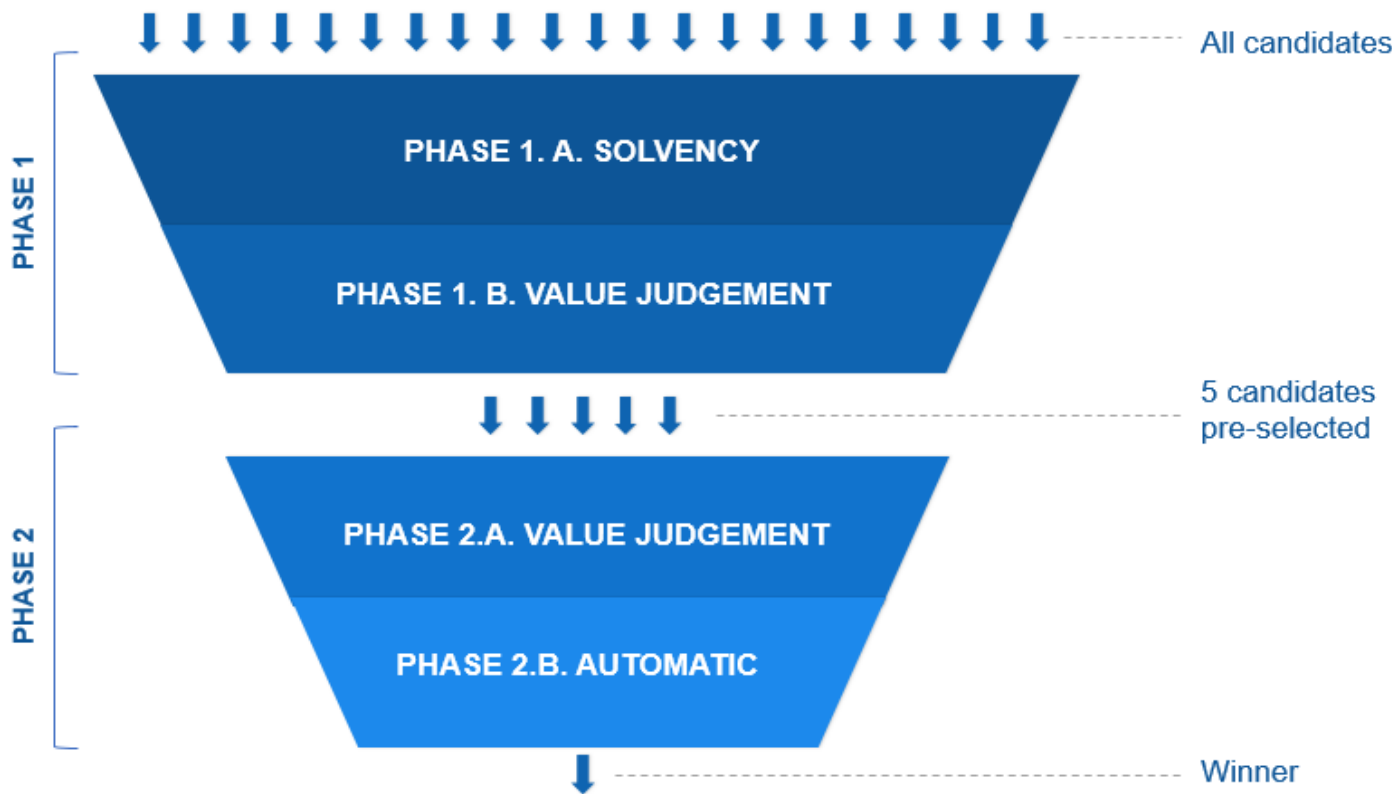 All candidates
PHASE 1
PHASE 1. A. SOLVENCY
PHASE 1. B. VALUE JUDGEMENT
5 candidates
pre-selected
PHASE 2
PHASE 2.A. VALUE JUDGEMENT
PHASE 2.B. AUTOMATIC
Winner